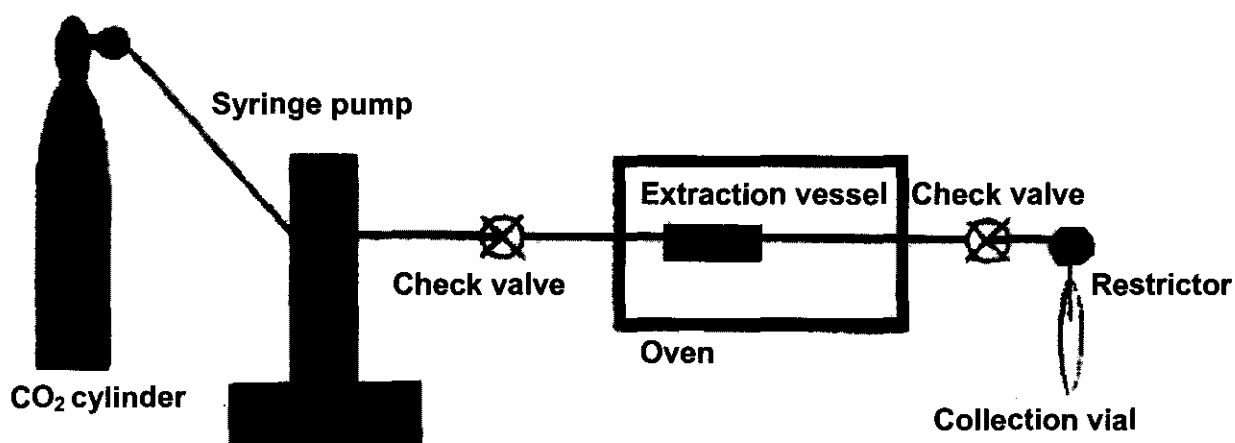 Syringe pump
Extraction vessel
Check valve
Check valve
Restrictor
Oven
CO₂ cylinder
Collection vial